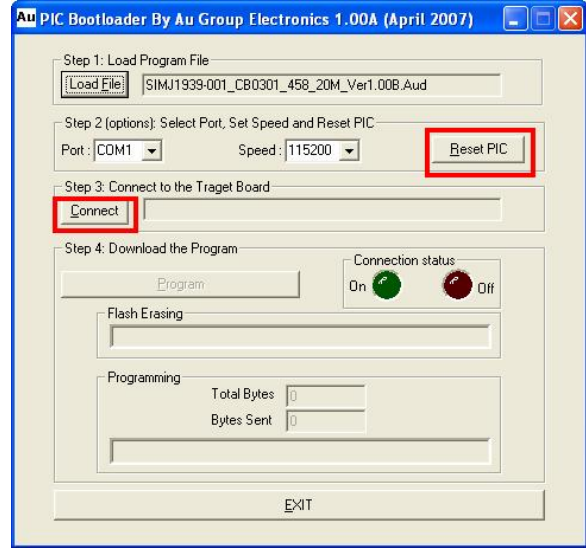 Au PIC Bootloader By Au Group Electronics 1.00A (April 2007)
Step 1: Load Program File
Load File SIMJ1939-001_CB0301_458_20M_Ver1.00B.Aud
Step 2 (options): Select Port, Set Speed and Reset PIC
Port : COM1 Speed : 115200 Reset PIC
Step 3: Connect to the Traget Board
Connect
Step 4: Download the Program
Connection status
Program On Off
Flash Erasing
Programming
Total Bytes 0
Bytes Sent 0
EXIT